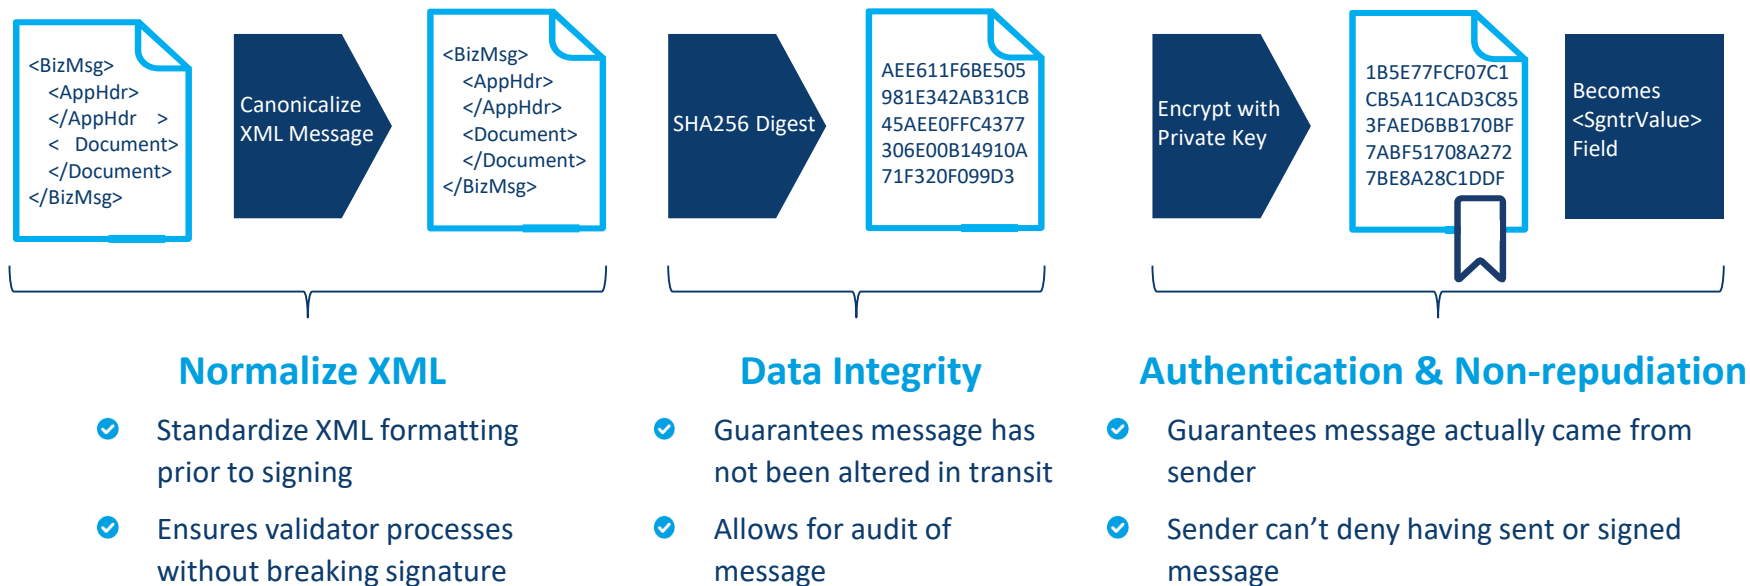 <BizMsg>
<AppHdr>
</AppHdr >
< Document>
</Document>
</BizMsg>
Canonicalize
XML Message
<BizMsg>
<AppHdr>
</AppHdr>
<Document>
</Document>
</BizMsg>
SHA256 Digest
AEE611F6BE505
981E342AB31CB
45AEE0FFC4377
306E00B14910A
71F320F099D3
Encrypt with
Private Key
1B5E77FCF07C1
CB5A11CAD3C85
3FAED6BB170BF
7ABF51708A272
7BE8A28C1DDF
Becomes
<SgntrValue>
Field
Normalize XML
Standardize XML formatting
prior to signing
Ensures validator processes
without breaking signature
Data Integrity
Guarantees message has
not been altered in transit
Allows for audit of
message
Authentication & Non-repudiation
Guarantees message actually came from
sender
Sender can’t deny having sent or signed
message